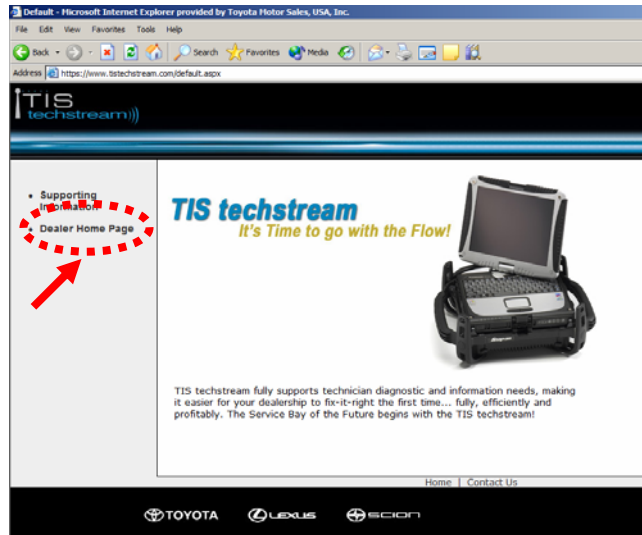 Default - Microsoft Internet Explorer provided by Toyota Motor Sales, USA, Inc.
File Edit View Favorites Tools Help
Back Search Favorites Media
Address https://www.tistechstream.com/default.aspx
TIS
techstream)))
• Supporting
Information
• Dealer Home Page
TIS techstream
It's Time to go with the Flow!
Snap-on
TIS techstream fully supports technician diagnostic and information needs, making
it easier for your dealership to fix-it-right the first time... fully, efficiently and
profitably. The Service Bay of the Future begins with the TIS techstream!
Home | Contact Us
TOYOTA LEXUS SCION